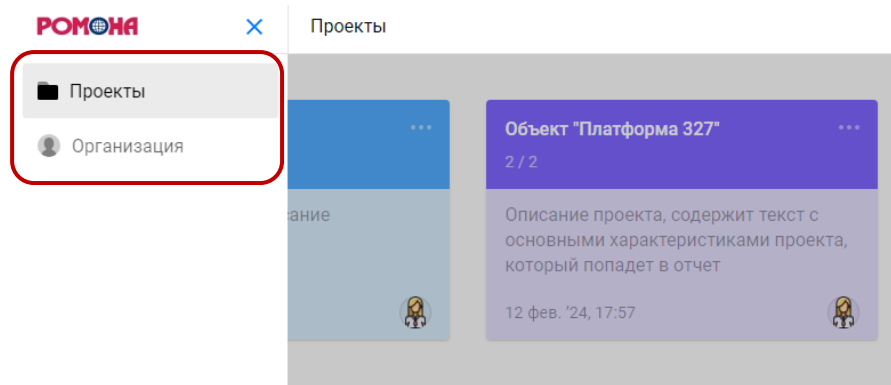 РОМОНА
Проекты
Проекты
Организация
Объект "Платформа 327"
2 / 2
ание
Описание проекта, содержит текст с
основными характеристиками проекта,
который попадет в отчет
12 фев. '24, 17:57